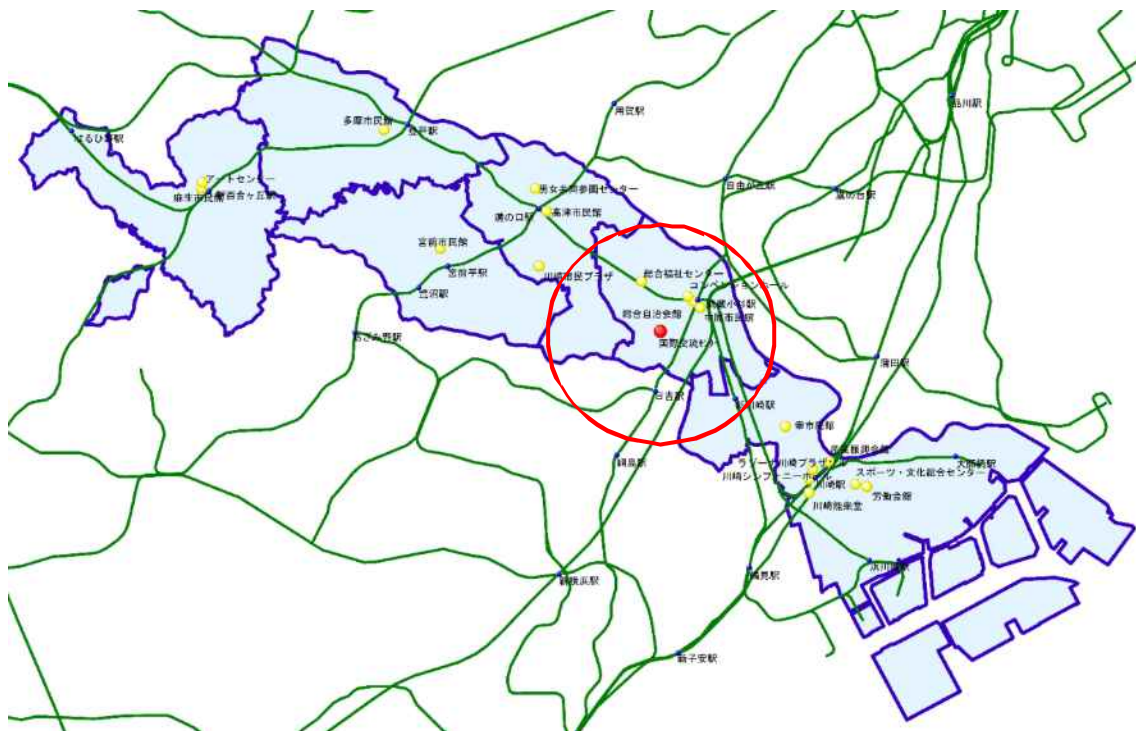 品川駅
用賀駅
多摩市民館
登戸駅
はるひ野駅
アートセンター
麻生市民館
新百合ヶ丘駅
男女共同参画センター
自由が丘駅
旗の台駅
高津市民館
溝の口駅
宮前市民館
宮前平駅
川崎市民プラザ
総合福祉センター
コンベンションホール
鷺沼駅
武蔵小杉駅
中原市民館
総合自治会館
あざみ野駅
国際交流センター
蒲田駅
日吉駅
新川崎駅
幸市民館
綱島駅
産業振興会館
ラゾーナ川崎プラザソル
大師橋駅
川崎シンフォニーホール
スポーツ・文化総合センター
川崎駅
労働会館
川崎能楽堂
浜川崎駅
新横浜駅
鶴見駅
新子安駅